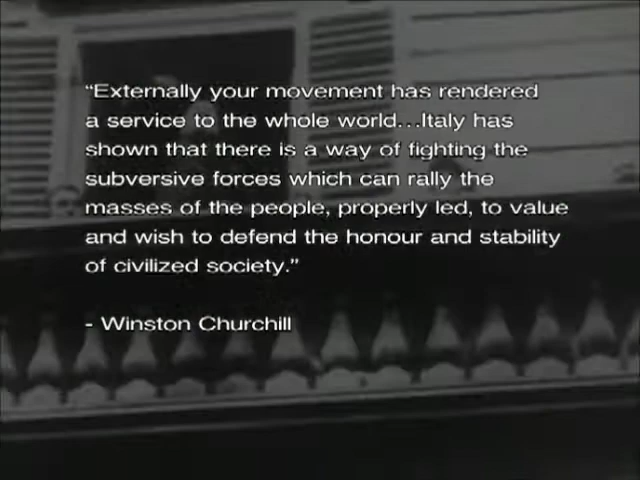 “Externally your movement has rendered
a service to the whole world...Italy has
shown that there is a way of fighting the
subversive forces which can rally the
masses of the people, properly led, to value
and wish to defend the honour and stability
of civilized society.”
- Winston Churchill